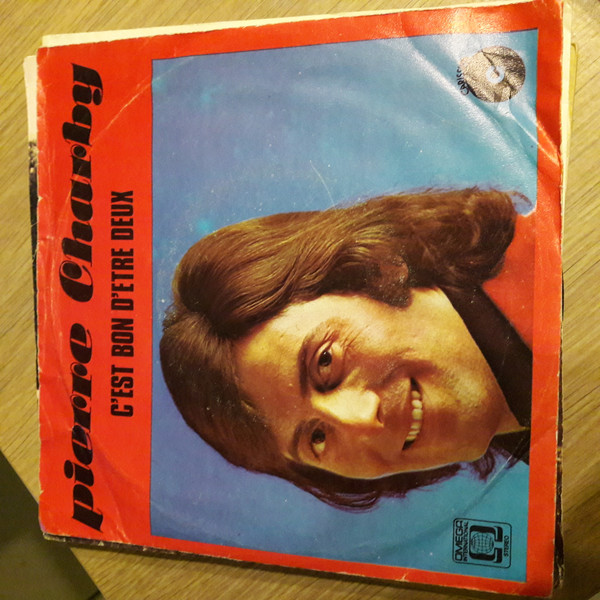 pierre Charby
C'EST BON D'ETRE DEUX
OMEGA
INTERNATIONAL
STEREO